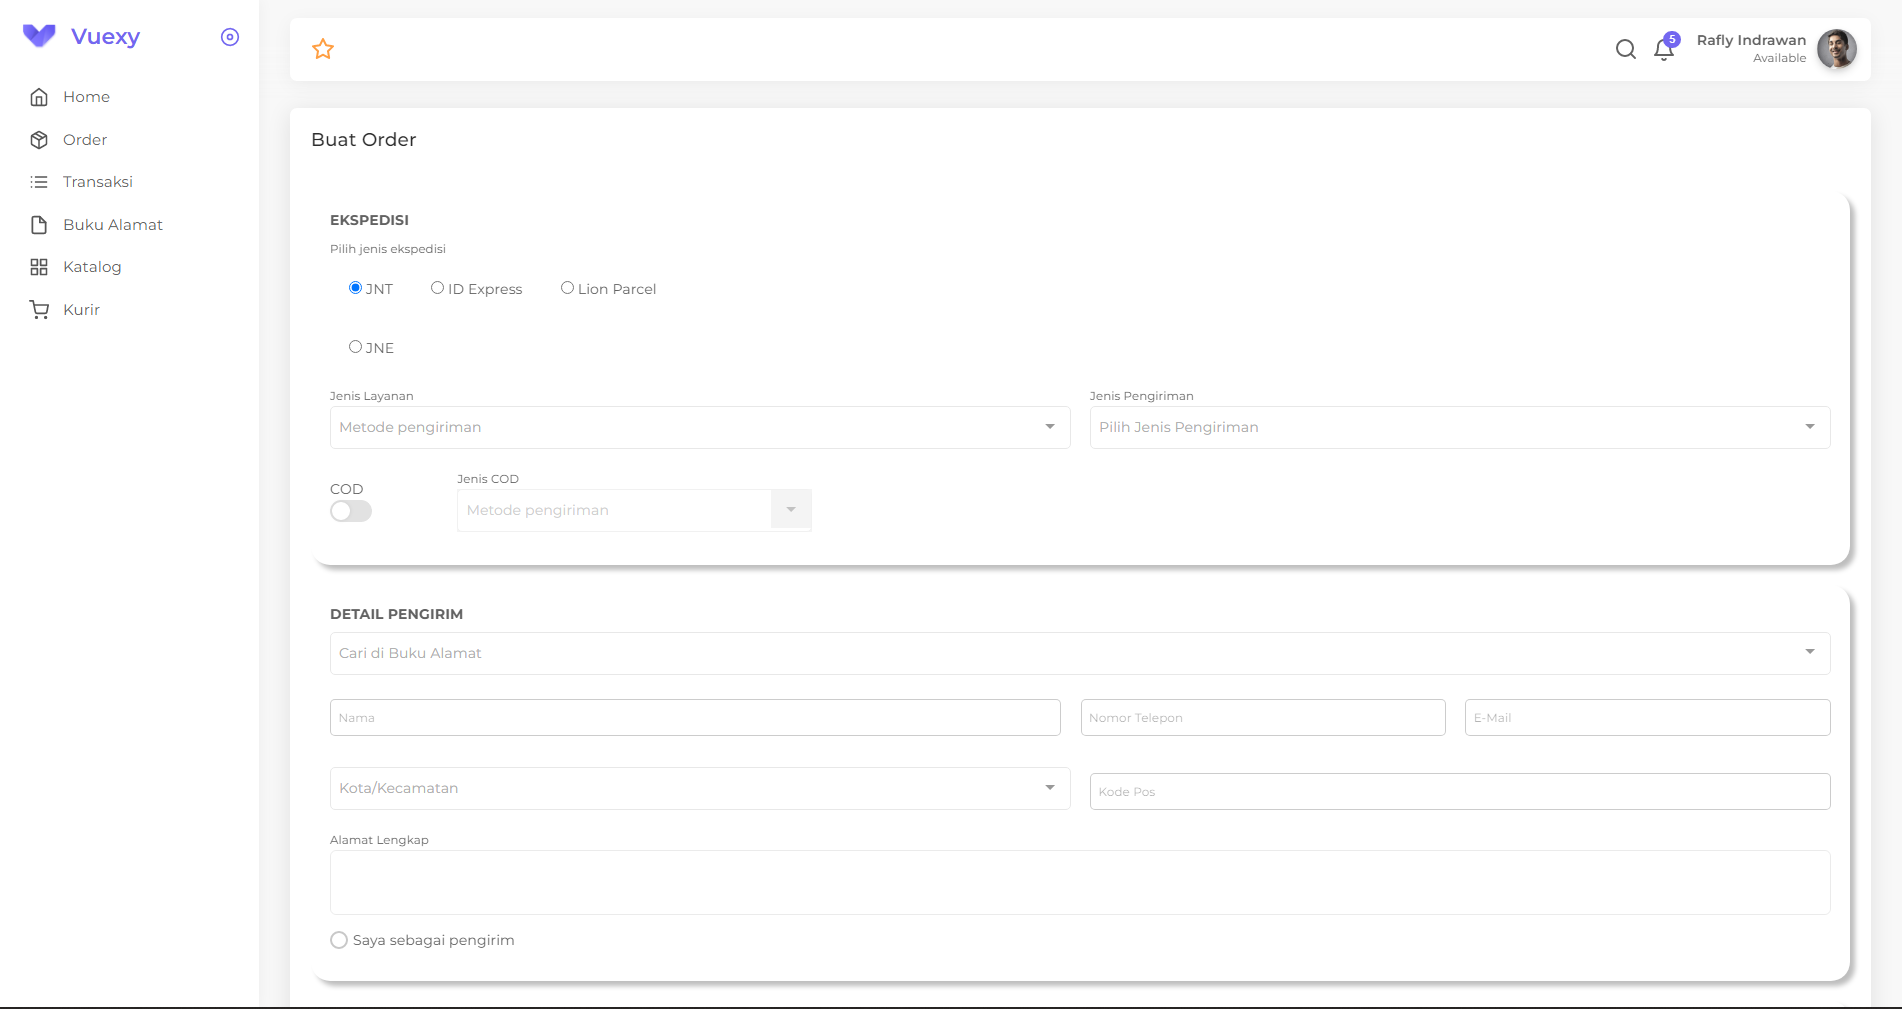 Vuexy
Home
Order
Transaksi
Buku Alamat
Katalog
Kurir
5
Rafly Indrawan
Available
Buat Order
EKSPEDISI
Pilih jenis ekspedisi
JNT ID Express Lion Parcel
JNE
Jenis Layanan Jenis Pengiriman
Metode pengiriman Pilih Jenis Pengiriman
COD Jenis COD
Metode pengiriman
DETAIL PENGIRIM
Cari di Buku Alamat
Nama Nomor Telepon E-Mail
Kota/Kecamatan Kode Pos
Alamat Lengkap
Saya sebagai pengirim